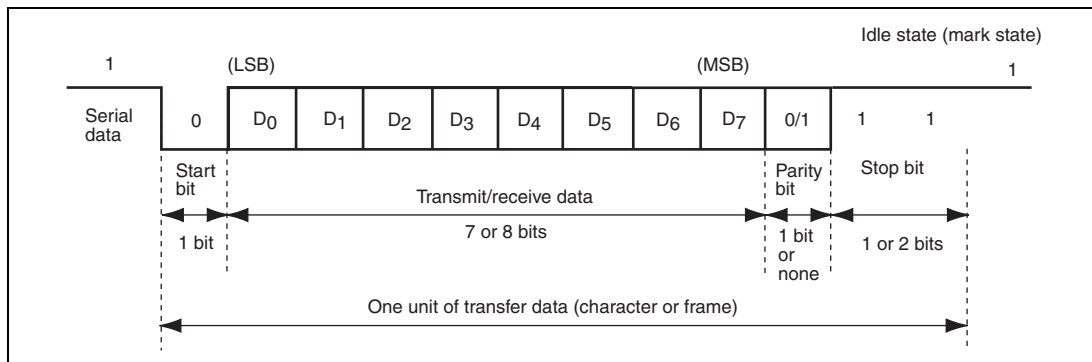 Idle state (mark state)
1 (LSB) (MSB) 1
Serial data
0 D0 D1 D2 D3 D4 D5 D6 D7 0/1 1 1
Start bit
Parity bit
Stop bit
Transmit/receive data
1 bit
7 or 8 bits
1 bit or none
1 or 2 bits
One unit of transfer data (character or frame)